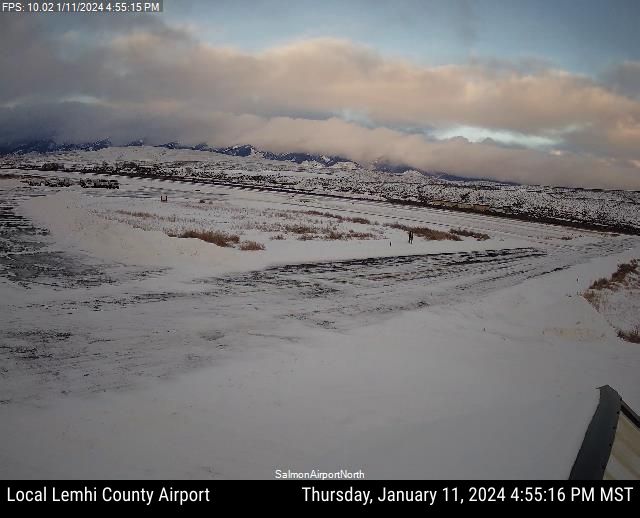 FPS: 10.02 1/11/2024 4:55:15 PM
SalmonAirportNorth
Local Lemhi County Airport Thursday, January 11, 2024 4:55:16 PM MST